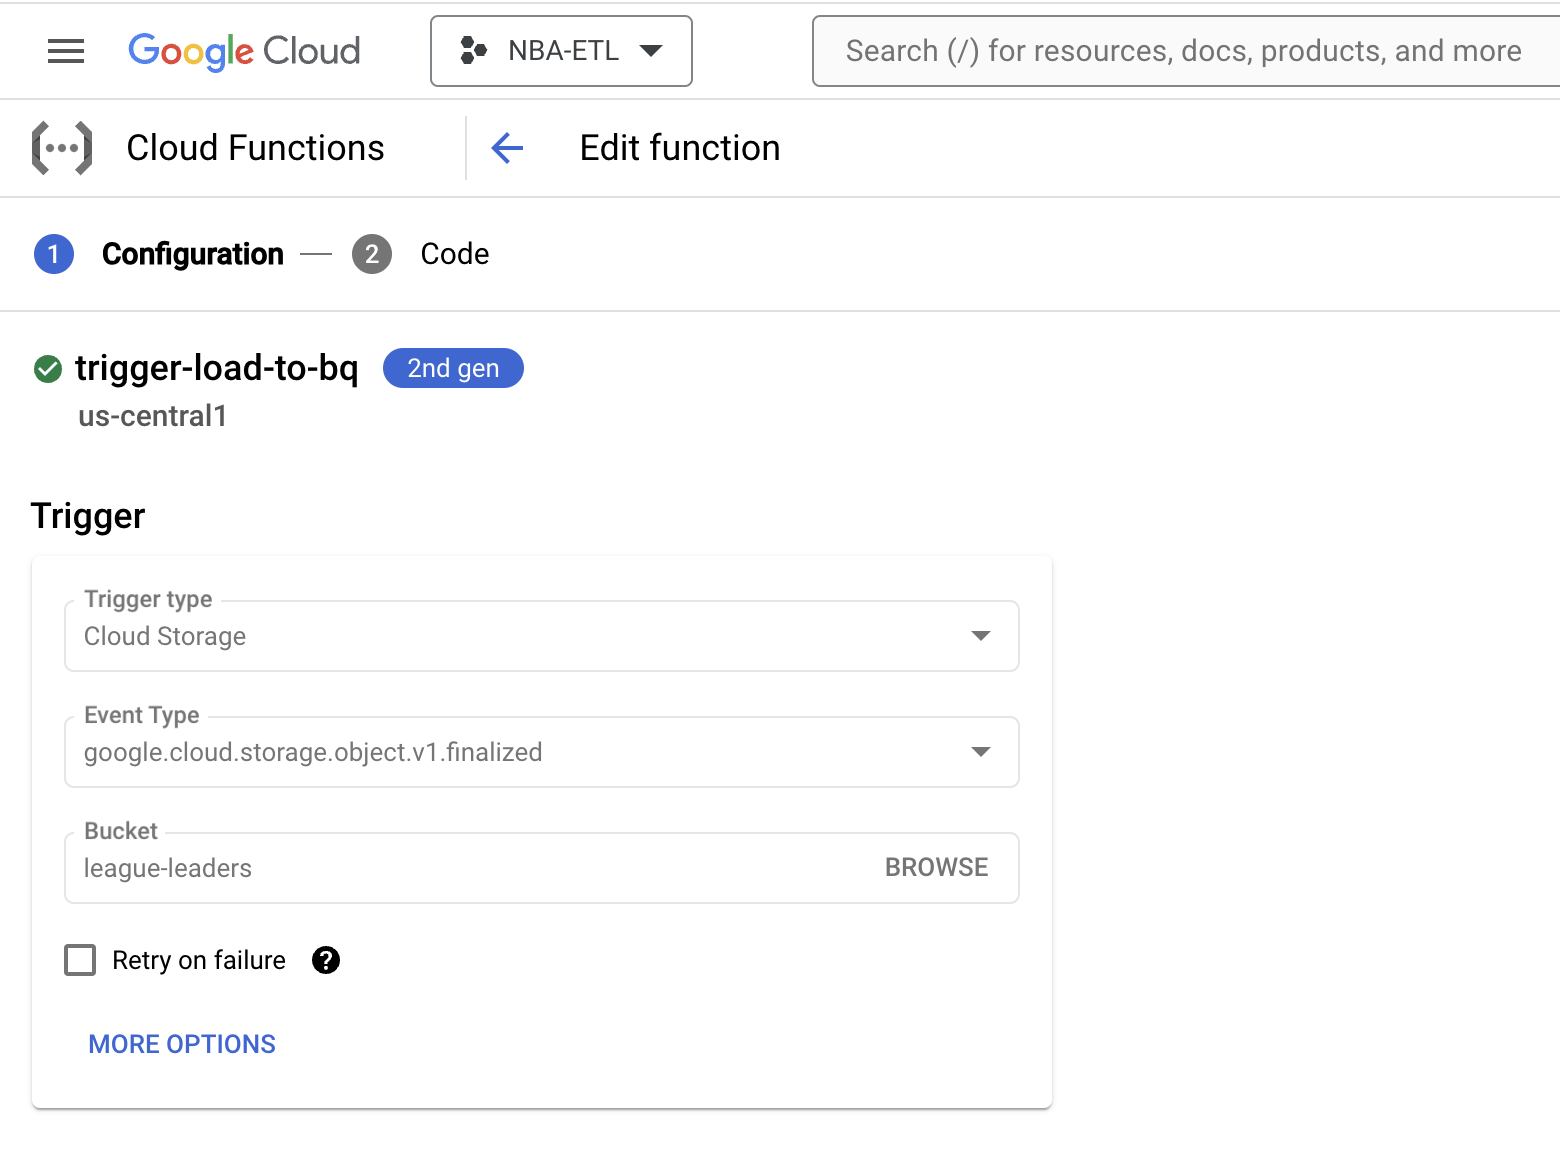 Google Cloud NBA-ETL Search (/) for resources, docs, products, and more
Cloud Functions Edit function
1 Configuration 2 Code
trigger-load-to-bq 2nd gen
us-central1
Trigger
Trigger type
Cloud Storage
Event Type
google.cloud.storage.object.v1.finalized
Bucket
league-leaders BROWSE
Retry on failure ?
MORE OPTIONS